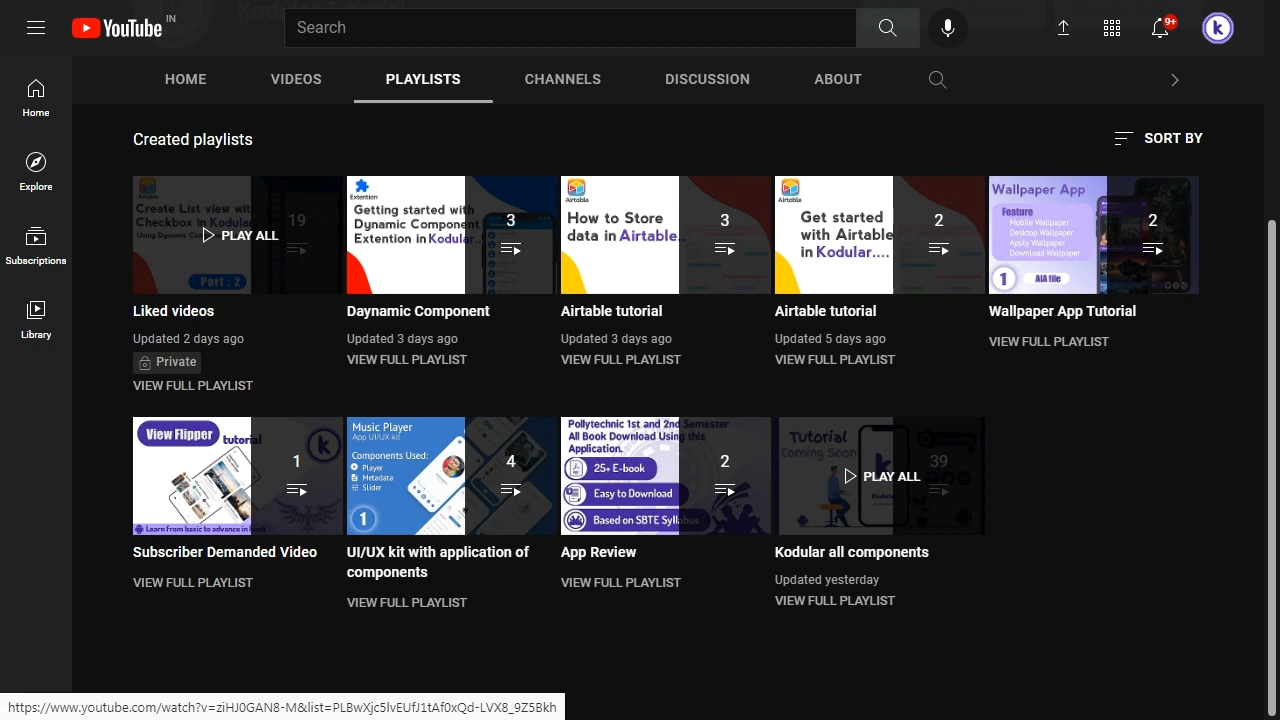 YouTube IN
Search
9+
k
HOME
VIDEOS
PLAYLISTS
CHANNELS
DISCUSSION
ABOUT
Home
Explore
Subscriptions
Library
Created playlists
SORT BY
Airtable
Create List view with
Checkbox in Kodular
Using Dynamic
Part : 2
PLAY ALL
19
Liked videos
Updated 2 days ago
Private
VIEW FULL PLAYLIST
Extention
Getting started with
Dynamic Component
Extention in Kodular..
3
Daynamic Component
Updated 3 days ago
VIEW FULL PLAYLIST
Airtable
How to Store
data in Airtable..
3
Airtable tutorial
Updated 3 days ago
VIEW FULL PLAYLIST
Airtable
Get started
with Airtable
in Kodular....
2
Airtable tutorial
Updated 5 days ago
VIEW FULL PLAYLIST
Wallpaper App
Feature
Mobile Wallpaper
Desktop Wallpaper
Apply Wallpaper
Download Wallpaper
1
AIA file
2
Wallpaper App Tutorial
VIEW FULL PLAYLIST
View Flipper
tutorial
k
Learn from basic to advance in hindi
1
Subscriber Demanded Video
VIEW FULL PLAYLIST
Music Player
App UI/UX kit
Components Used:
Player
Metadata
Slider
1
4
UI/UX kit with application of
components
VIEW FULL PLAYLIST
Pollytechnic 1st and 2nd Semester
All Book Download Using this
Application.
25+ E-book
Easy to Download
Based on SBTE Syllabus
2
App Review
VIEW FULL PLAYLIST
Tutorial
Coming Soon
PLAY ALL
39
Kodular all components
Updated yesterday
VIEW FULL PLAYLIST
https://www.youtube.com/watch?v=ziHJ0GAN8-M&list=PLBwXjc5lvEUfJ1tAf0xQd-LVX8_9Z5Bkh